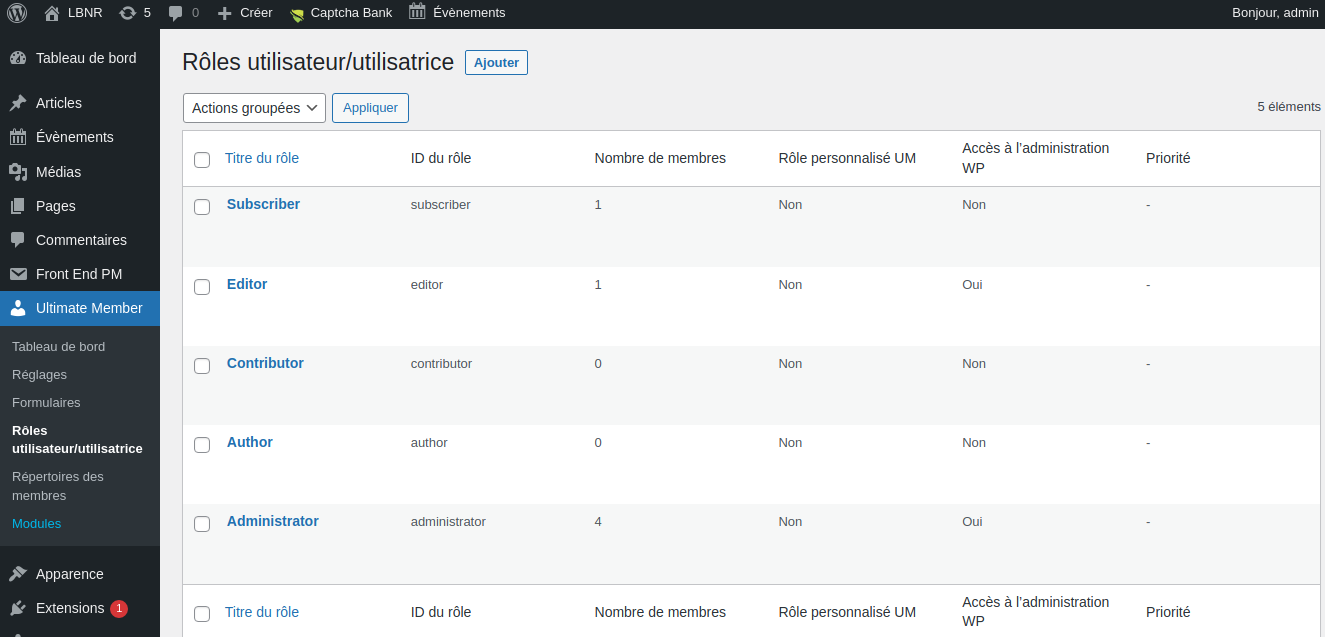 LBNR 5 0 Créer Captcha Bank Évènements Bonjour, admin
Tableau de bord
Articles
Évènements
Médias
Pages
Commentaires
Front End PM
Ultimate Member
Tableau de bord
Réglages
Formulaires
Rôles
utilisateur/utilisatrice
Répertoires des
membres
Modules
Apparence
Extensions 1
Rôles utilisateur/utilisatrice Ajouter
Actions groupées Appliquer 5 éléments
Titre du rôle ID du rôle Nombre de membres Rôle personnalisé UM Accès à l’administration
WP Priorité
Subscriber subscriber 1 Non Non -
Editor editor 1 Non Oui -
Contributor contributor 0 Non Non -
Author author 0 Non Non -
Administrator administrator 4 Non Oui -
Titre du rôle ID du rôle Nombre de membres Rôle personnalisé UM Accès à l’administration
WP Priorité